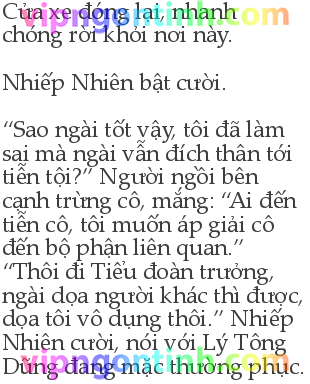 Cửa xe đóng lại, nhanh
vipngontinh.com
chóng rời khỏi nơi này.
Nhiếp Nhiên bật cười.
“Sao ngài tốt vậy, tôi đã làm
sai mà ngài vẫn đích thân tới
tiễn tội?” Người ngồi bên
cạnh trừng cô, mắng: “Ai đến
tiễn cô, tôi muốn áp giải cô
đến bộ phận liên quan.”
“Thôi đi Tiểu đoàn trưởng,
ngài dọa người khác thì được,
dọa tôi vô dụng thôi.” Nhiếp
Nhiên cười, nói với Lý Tông
Dũng đang mặc thường phục.
vipngontinh.com